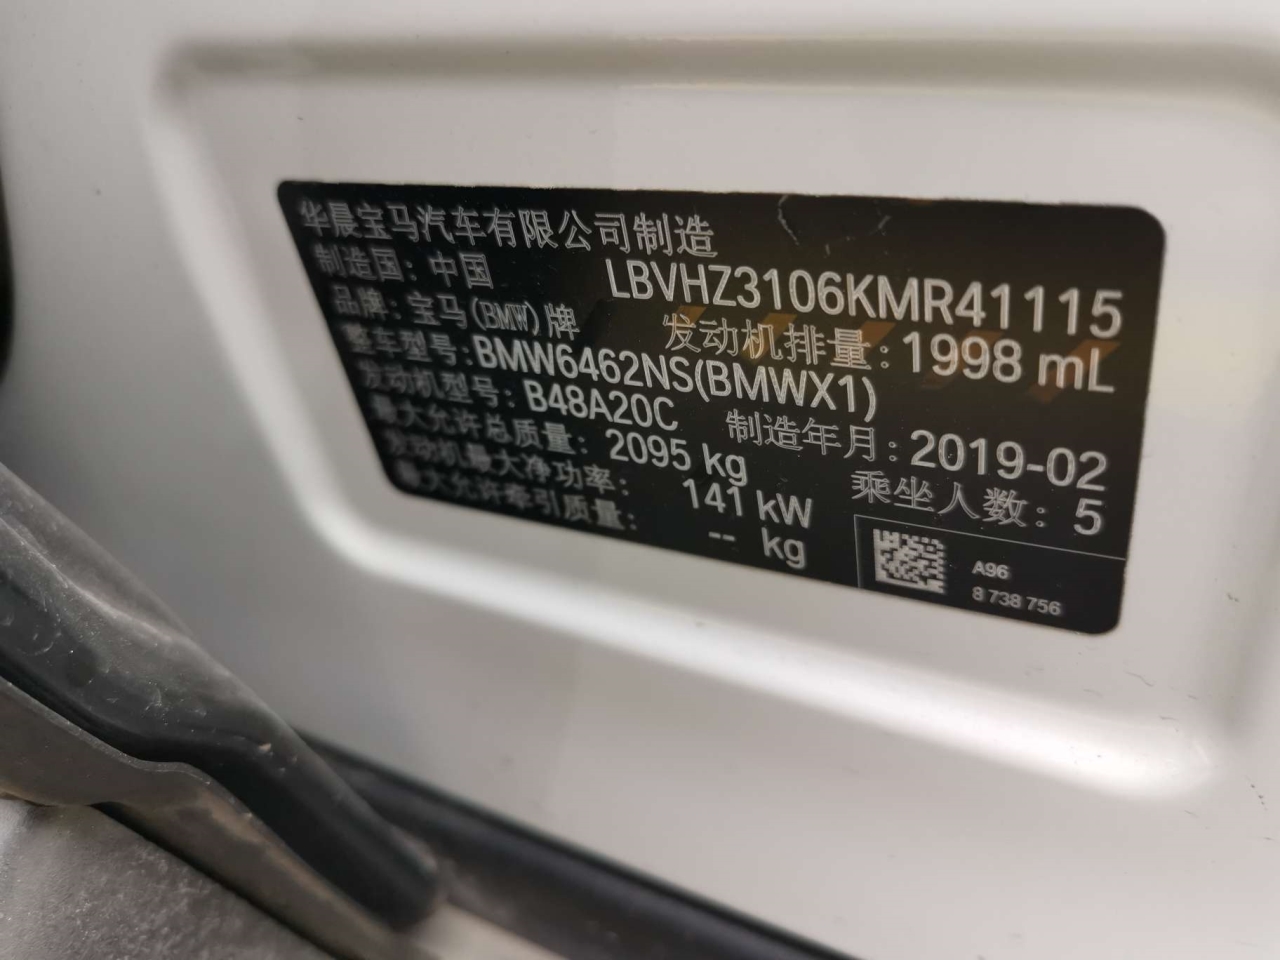 华晨宝马汽车有限公司制造
制造国：中国 LBVHZ3106KMR41115
品牌：宝马(BMW)牌 发动机排量：1998 mL
整车型号：BMW6462NS(BMWX1)
发动机型号：B48A20C 制造年月：2019-02
最大允许总质量：2095 kg 乘坐人数：5
发动机最大净功率： 141 kW
最大允许牵引质量： -- kg
A96
8 738 756